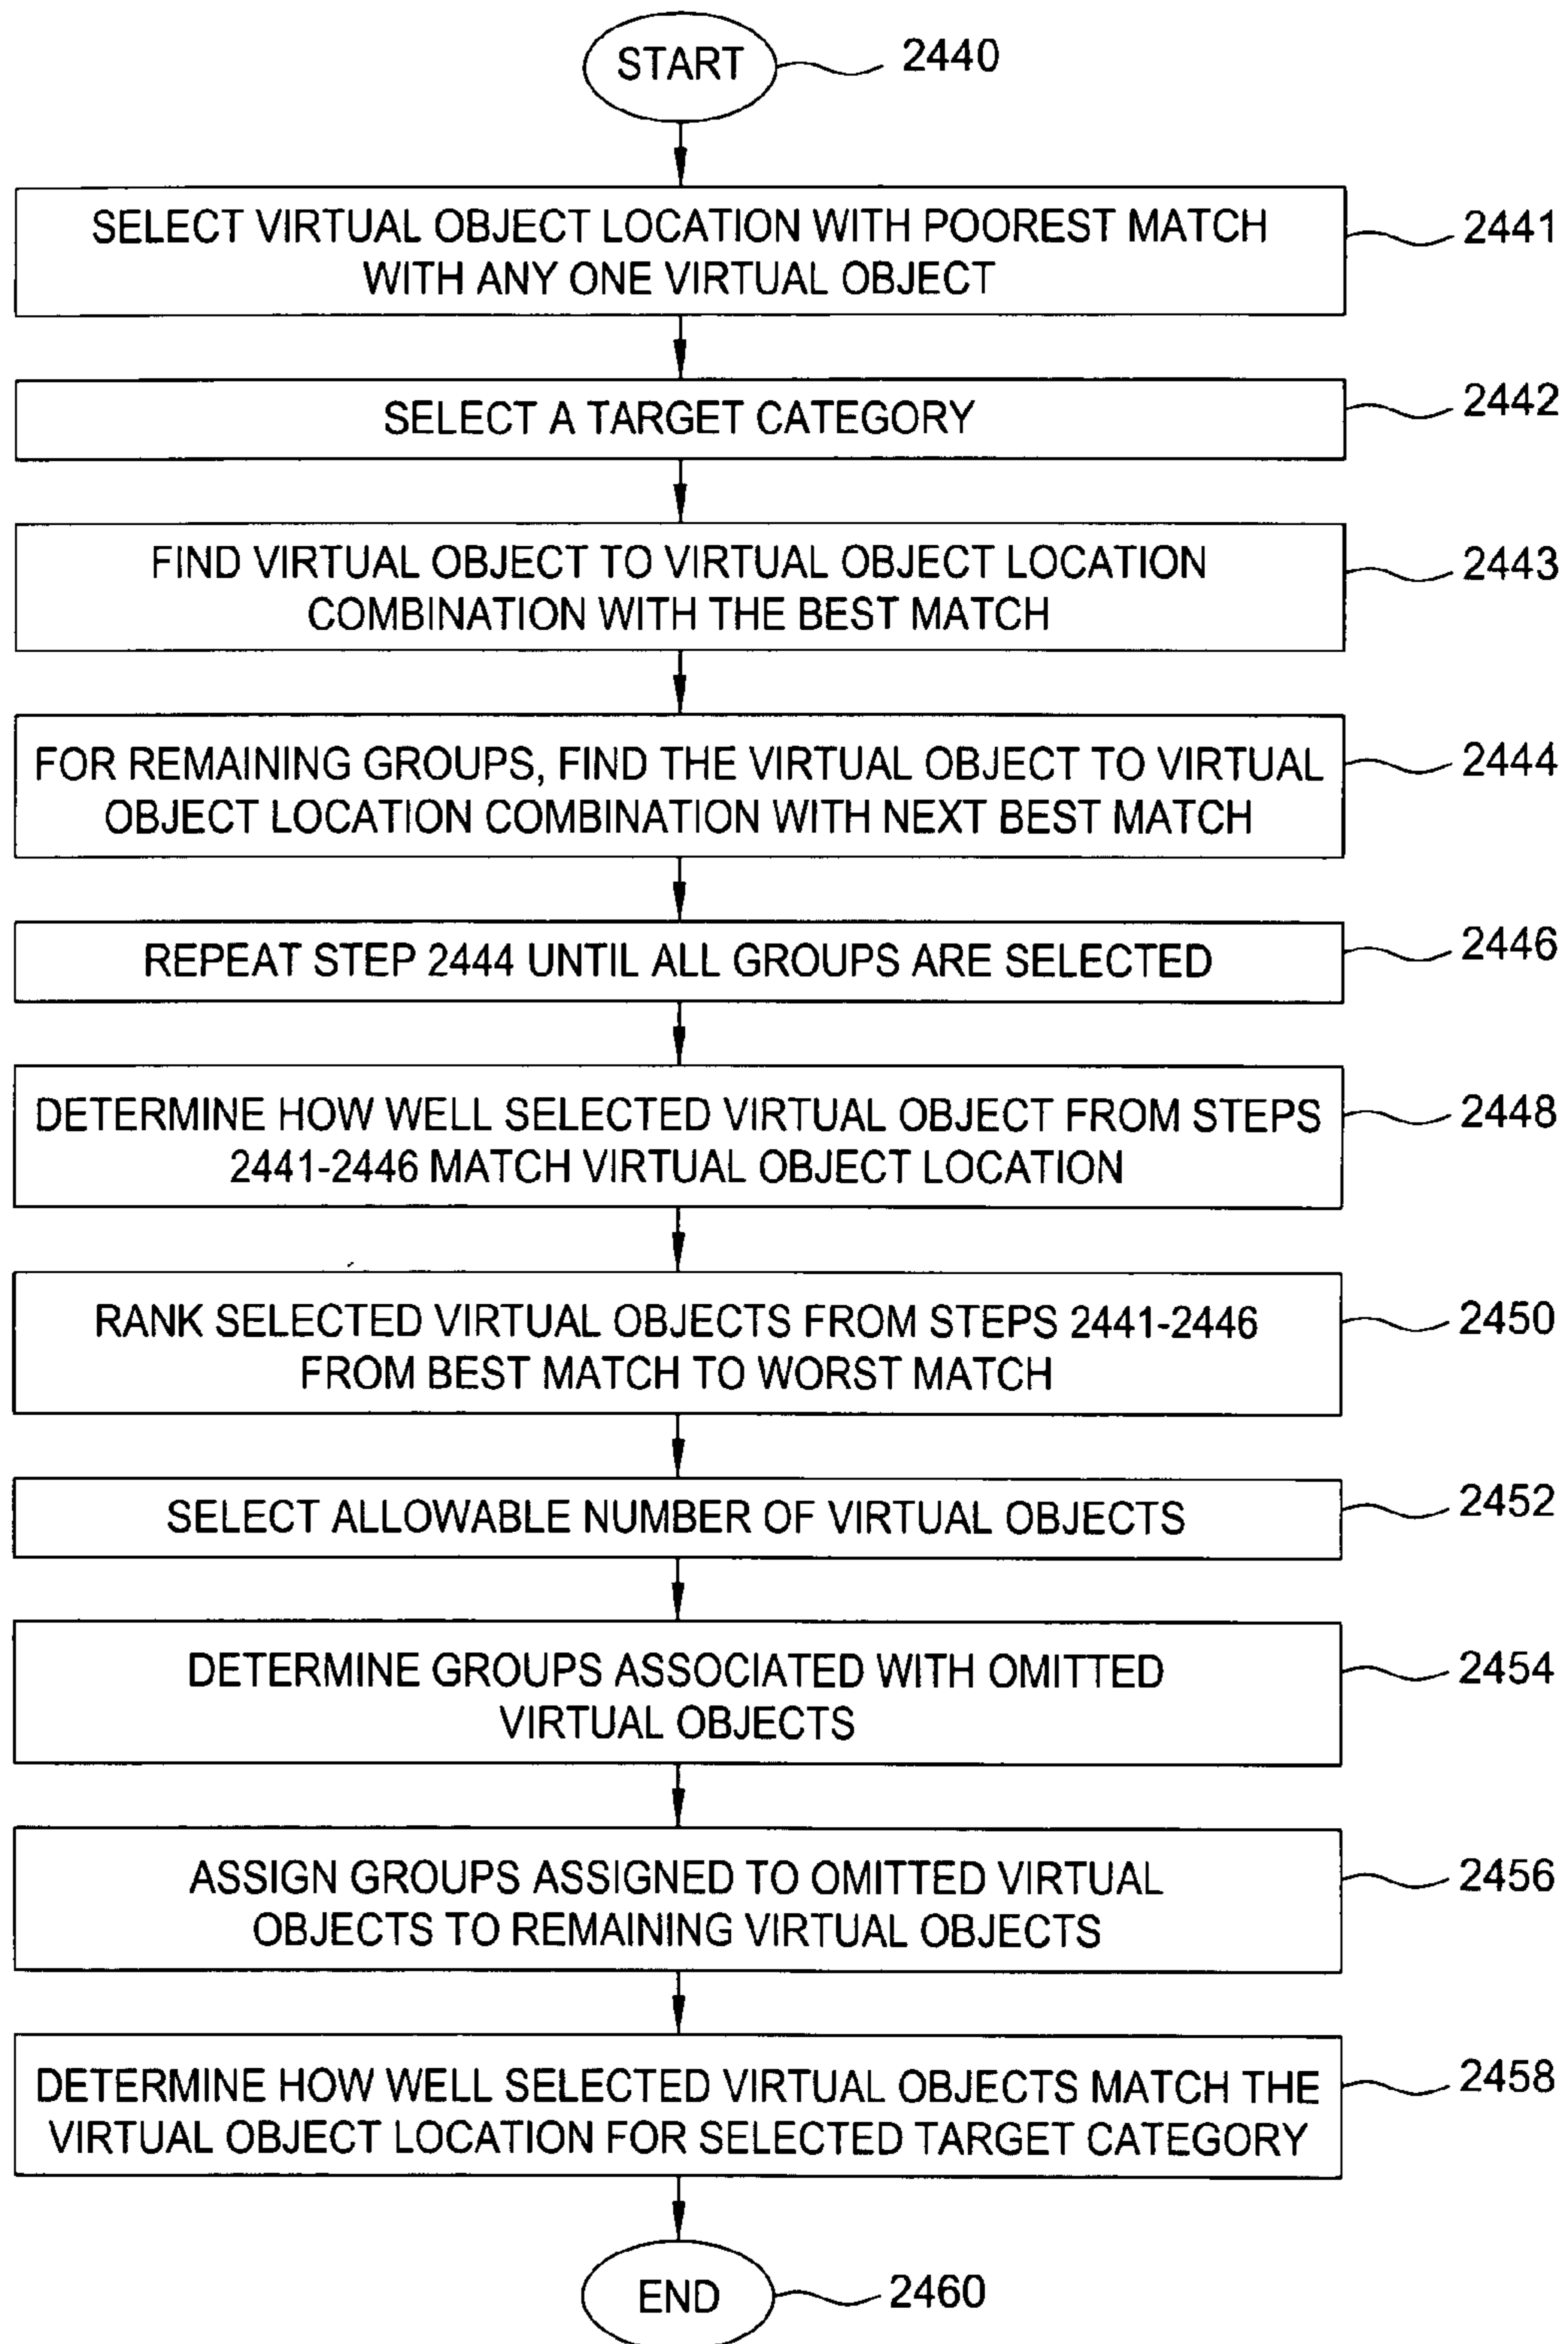 START
2440
SELECT VIRTUAL OBJECT LOCATION WITH POOREST MATCH
WITH ANY ONE VIRTUAL OBJECT
2441
SELECT A TARGET CATEGORY
2442
FIND VIRTUAL OBJECT TO VIRTUAL OBJECT LOCATION
COMBINATION WITH THE BEST MATCH
2443
FOR REMAINING GROUPS, FIND THE VIRTUAL OBJECT TO VIRTUAL
OBJECT LOCATION COMBINATION WITH NEXT BEST MATCH
2444
REPEAT STEP 2444 UNTIL ALL GROUPS ARE SELECTED
2446
DETERMINE HOW WELL SELECTED VIRTUAL OBJECT FROM STEPS
2441-2446 MATCH VIRTUAL OBJECT LOCATION
2448
RANK SELECTED VIRTUAL OBJECTS FROM STEPS 2441-2446
FROM BEST MATCH TO WORST MATCH
2450
SELECT ALLOWABLE NUMBER OF VIRTUAL OBJECTS
2452
DETERMINE GROUPS ASSOCIATED WITH OMITTED
VIRTUAL OBJECTS
2454
ASSIGN GROUPS ASSIGNED TO OMITTED VIRTUAL
OBJECTS TO REMAINING VIRTUAL OBJECTS
2456
DETERMINE HOW WELL SELECTED VIRTUAL OBJECTS MATCH THE
VIRTUAL OBJECT LOCATION FOR SELECTED TARGET CATEGORY
2458
END
2460